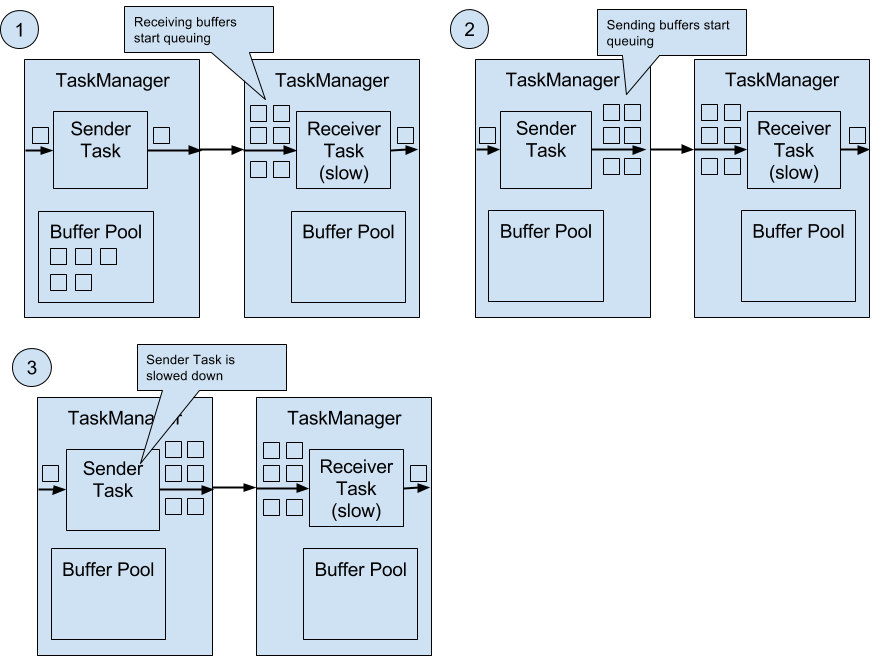 1
Receiving buffers
start queuing
TaskManager
TaskManager
Sender
Task
Receiver
Task
(slow)
Buffer Pool
Buffer Pool
2
Sending buffers start
queuing
TaskManager
TaskManager
Sender
Task
Receiver
Task
(slow)
Buffer Pool
Buffer Pool
3
Sender Task is
slowed down
TaskManager
TaskManager
Sender
Task
Receiver
Task
(slow)
Buffer Pool
Buffer Pool